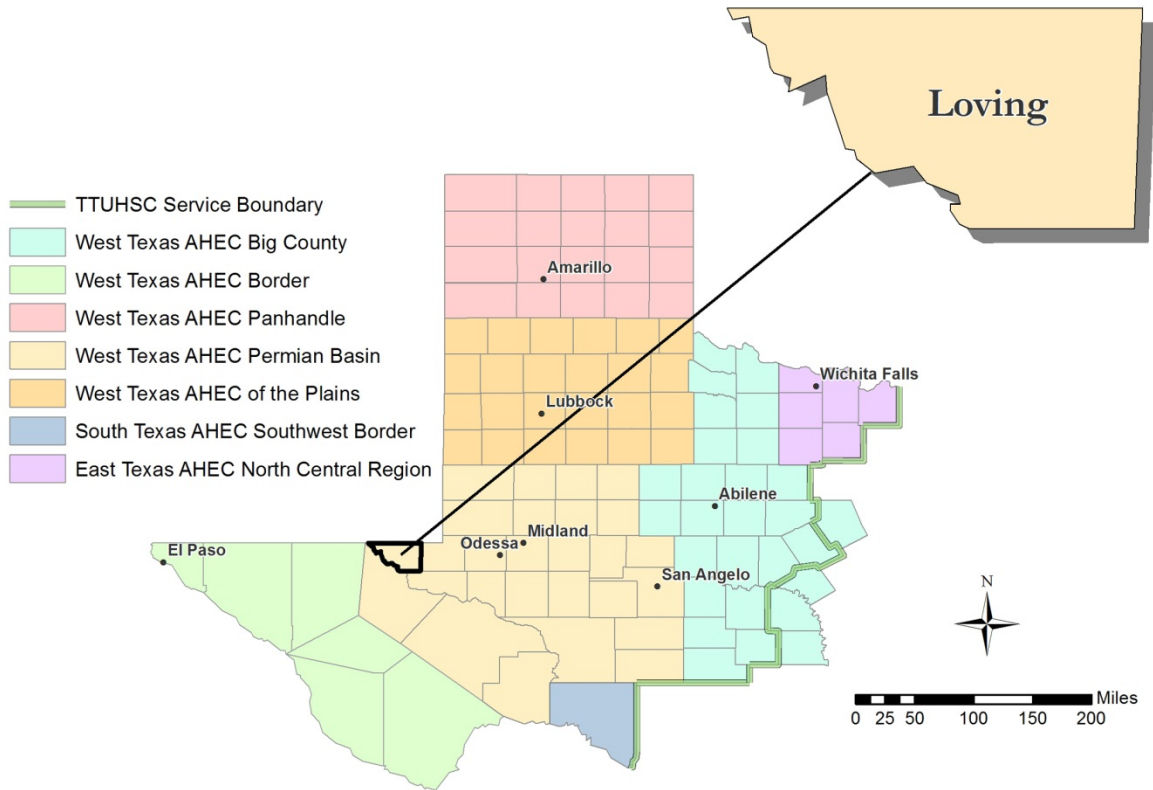 Loving
TTUHSC Service Boundary
West Texas AHEC Big County
West Texas AHEC Border
West Texas AHEC Panhandle
West Texas AHEC Permian Basin
West Texas AHEC of the Plains
South Texas AHEC Southwest Border
East Texas AHEC North Central Region
Amarillo
Wichita Falls
Lubbock
Abilene
Midland
Odessa
El Paso
San Angelo
N
Miles
0 25 50 100 150 200